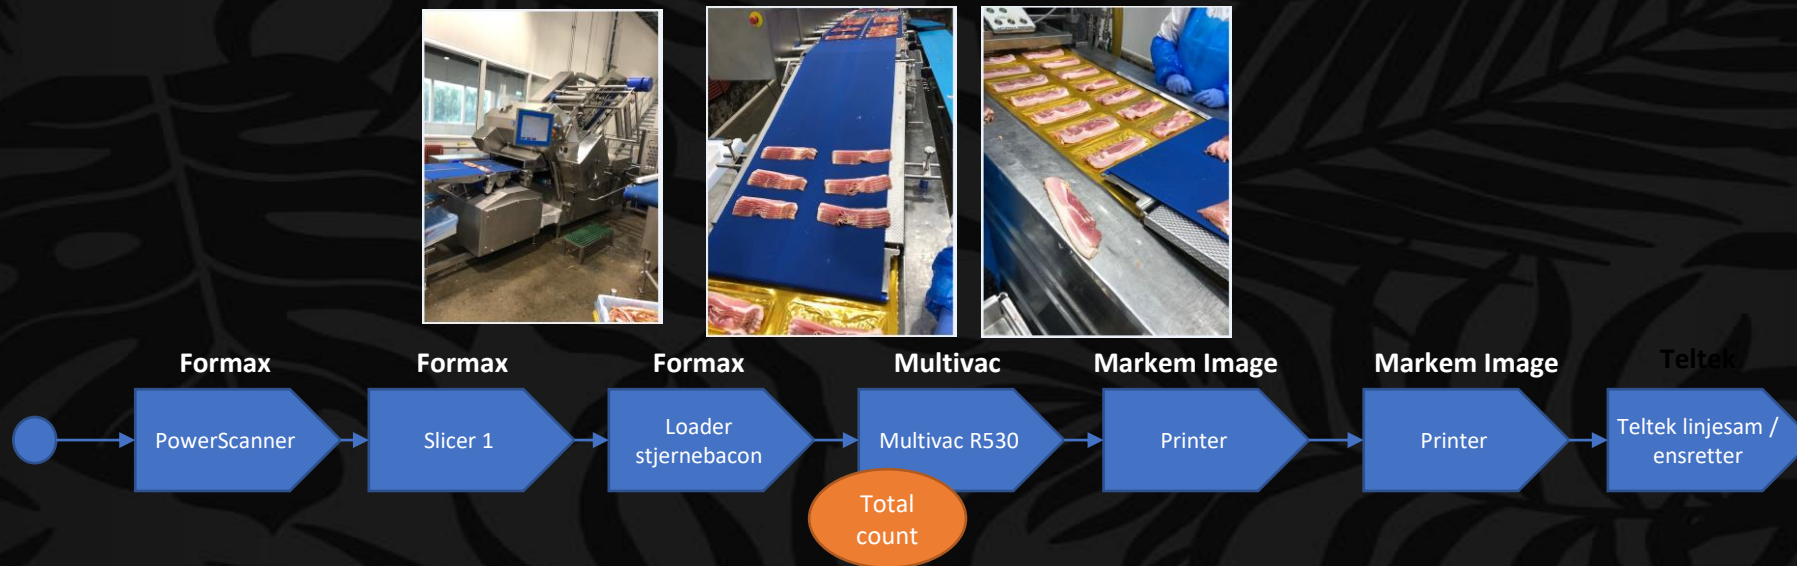 Formax
Formax
Formax
Multivac
Markem Image
Markem Image
Teltek
PowerScanner
Slicer 1
Loader
stjernebacon
Multivac R530
Printer
Printer
Teltek linjesam /
ensretter
Total
count